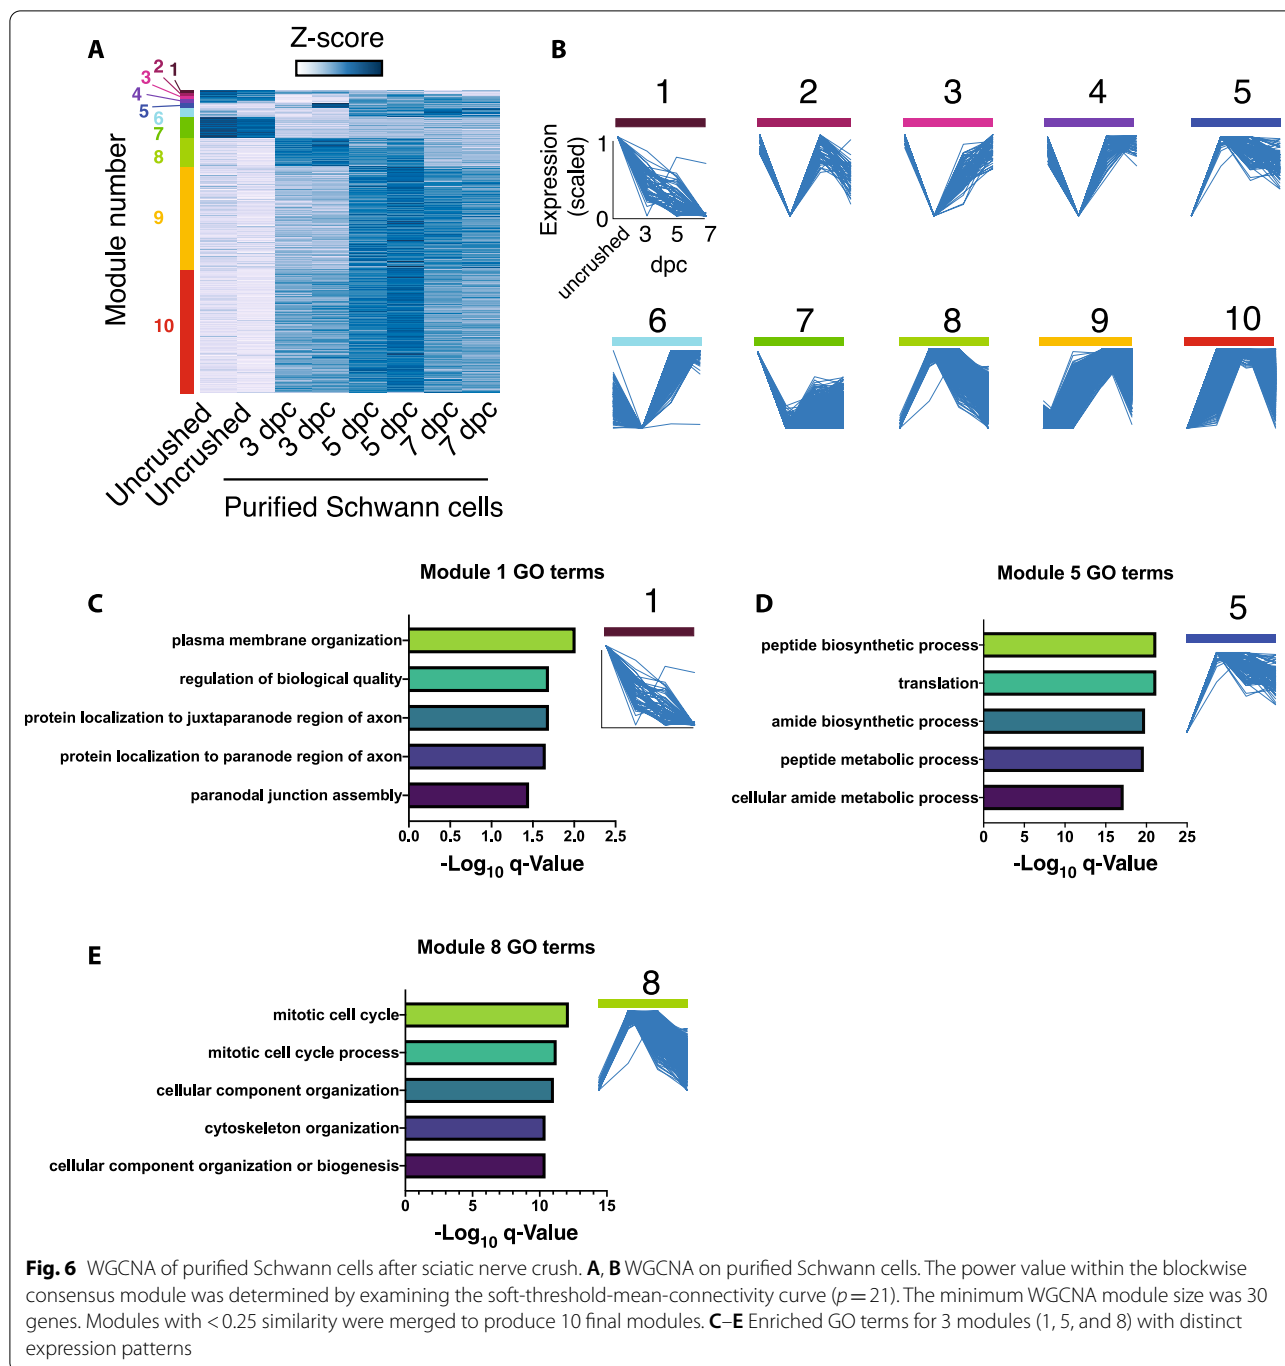 A
Z-score
1
2
3
4
5
6
7
8
9
10
Module number
Uncrushed
Uncrushed
3 dpc
3 dpc
5 dpc
5 dpc
7 dpc
7 dpc
Purified Schwann cells
B
1
2
3
4
5
Expression
(scaled)
1
0
uncrushed
3
5
7
dpc
6
7
8
9
10
C
Module 1 GO terms
1
plasma membrane organization
regulation of biological quality
protein localization to juxtaparanode region of axon
protein localization to paranode region of axon
paranodal junction assembly
0.0 0.5 1.0 1.5 2.0 2.5
-Log10 q-Value
D
Module 5 GO terms
5
peptide biosynthetic process
translation
amide biosynthetic process
peptide metabolic process
cellular amide metabolic process
0 5 10 15 20 25
-Log10 q-Value
E
Module 8 GO terms
8
mitotic cell cycle
mitotic cell cycle process
cellular component organization
cytoskeleton organization
cellular component organization or biogenesis
0 5 10 15
-Log10 q-Value
Fig. 6 WGCNA of purified Schwann cells after sciatic nerve crush. A, B WGCNA on purified Schwann cells. The power value within the blockwise
consensus module was determined by examining the soft-threshold-mean-connectivity curve (p = 21). The minimum WGCNA module size was 30
genes. Modules with < 0.25 similarity were merged to produce 10 final modules. C–E Enriched GO terms for 3 modules (1, 5, and 8) with distinct
expression patterns